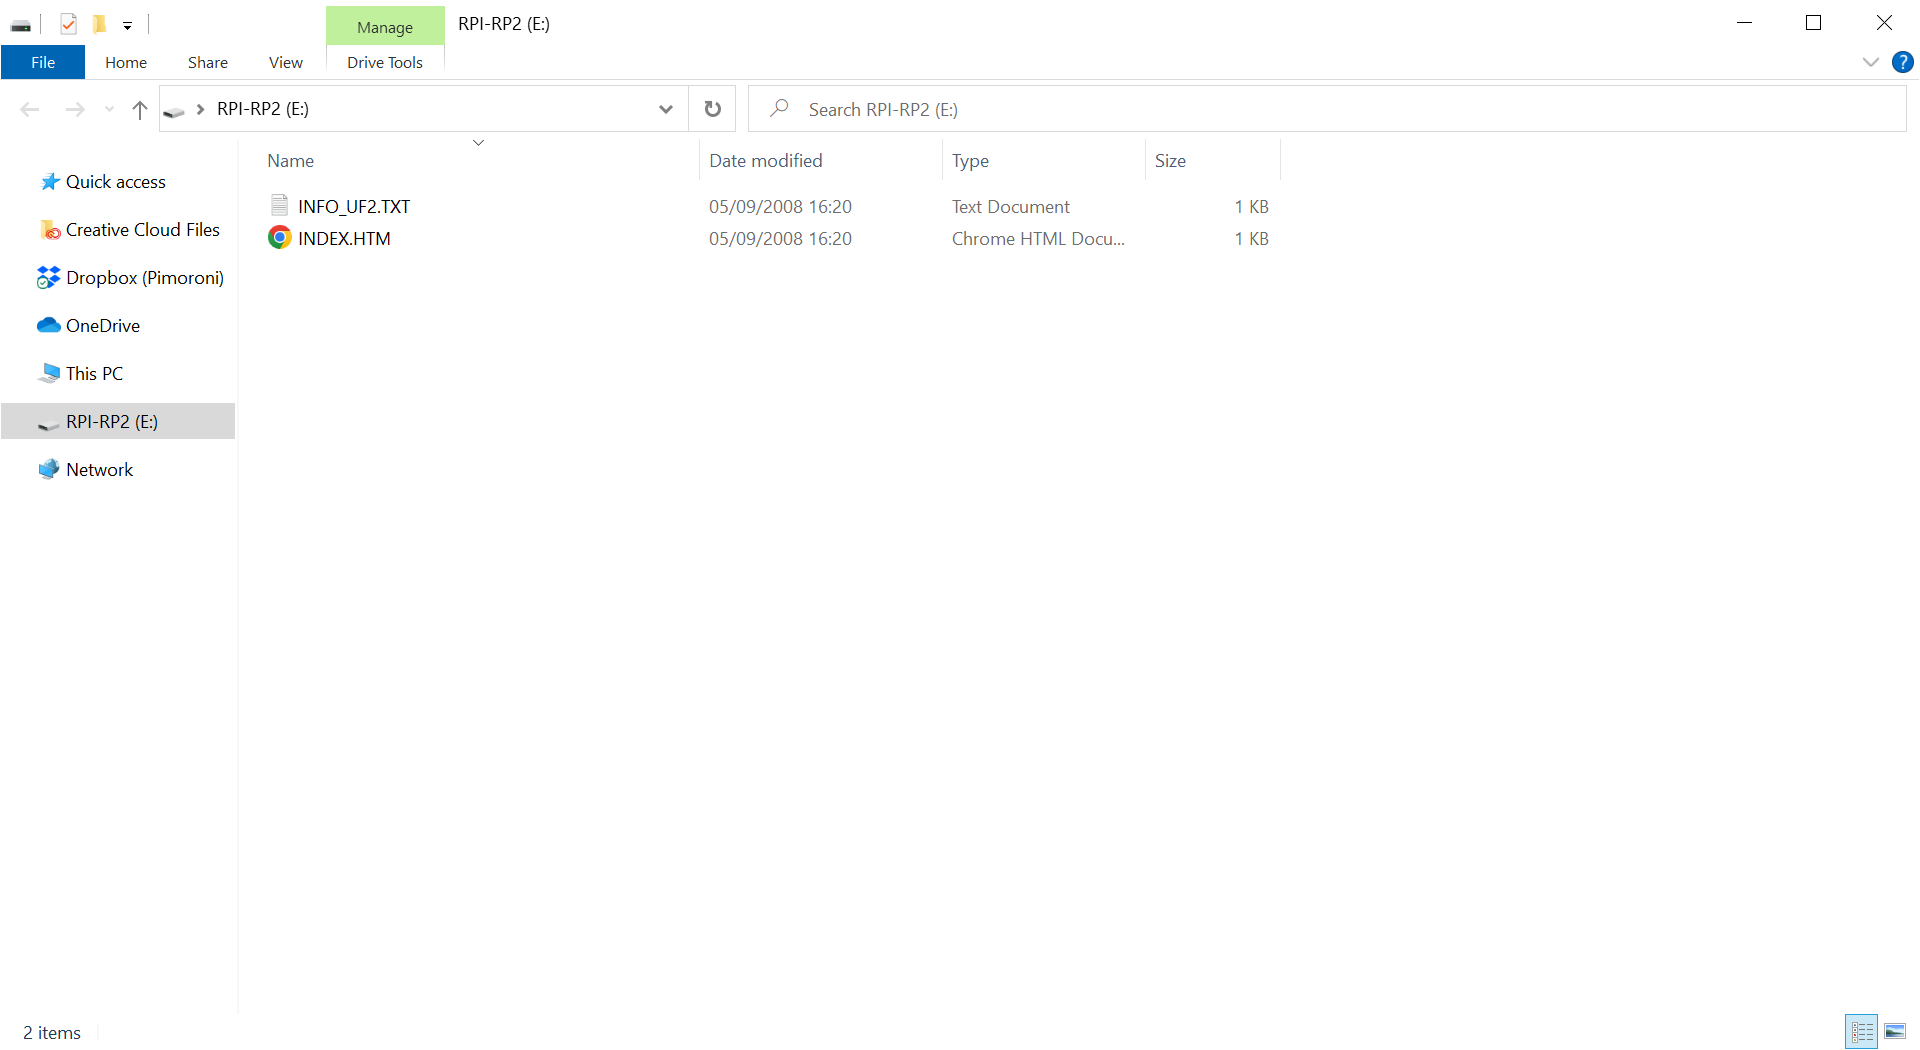 Manage
RPI-RP2 (E:)
File
Home
Share
View
Drive Tools
?
RPI-RP2 (E:)
Search RPI-RP2 (E:)
Name
Date modified
Type
Size
INFO_UF2.TXT
05/09/2008 16:20
Text Document
1 KB
INDEX.HTM
05/09/2008 16:20
Chrome HTML Docu...
1 KB
Quick access
Creative Cloud Files
Dropbox (Pimoroni)
OneDrive
This PC
RPI-RP2 (E:)
Network
2 items